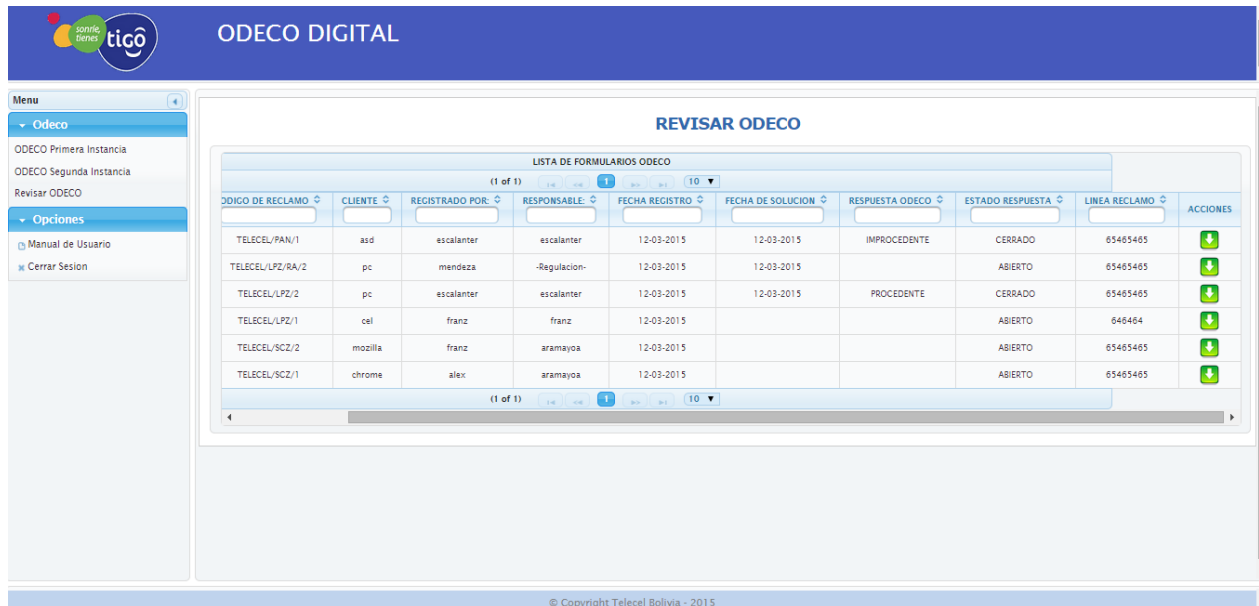 sonríe, tienes tigô
ODECO DIGITAL
Menu
Odeco
ODECO Primera Instancia
ODECO Segunda Instancia
Revisar ODECO
Opciones
Manual de Usuario
Cerrar Sesion
REVISAR ODECO
LISTA DE FORMULARIOS ODECO
(1 of 1) 1 10
ODIGO DE RECLAMO CLIENTE REGISTRADO POR: RESPONSABLE: FECHA REGISTRO FECHA DE SOLUCION RESPUESTA ODECO ESTADO RESPUESTA LINEA RECLAMO ACCIONES
TELECEL/PAN/1 asd escalanter escalanter 12-03-2015 12-03-2015 IMPROCEDENTE CERRADO 65465465
TELECEL/LPZ/RA/2 pc mendeza -Regulacion- 12-03-2015 12-03-2015 ABIERTO 65465465
TELECEL/LPZ/2 pc escalanter escalanter 12-03-2015 12-03-2015 PROCEDENTE CERRADO 65465465
TELECEL/LPZ/1 cel franz franz 12-03-2015 ABIERTO 646464
TELECEL/SCZ/2 mozilla franz aramayoa 12-03-2015 ABIERTO 65465465
TELECEL/SCZ/1 chrome alex aramayoa 12-03-2015 ABIERTO 65465465
(1 of 1) 1 10
© Copyright Telecel Bolivia - 2015